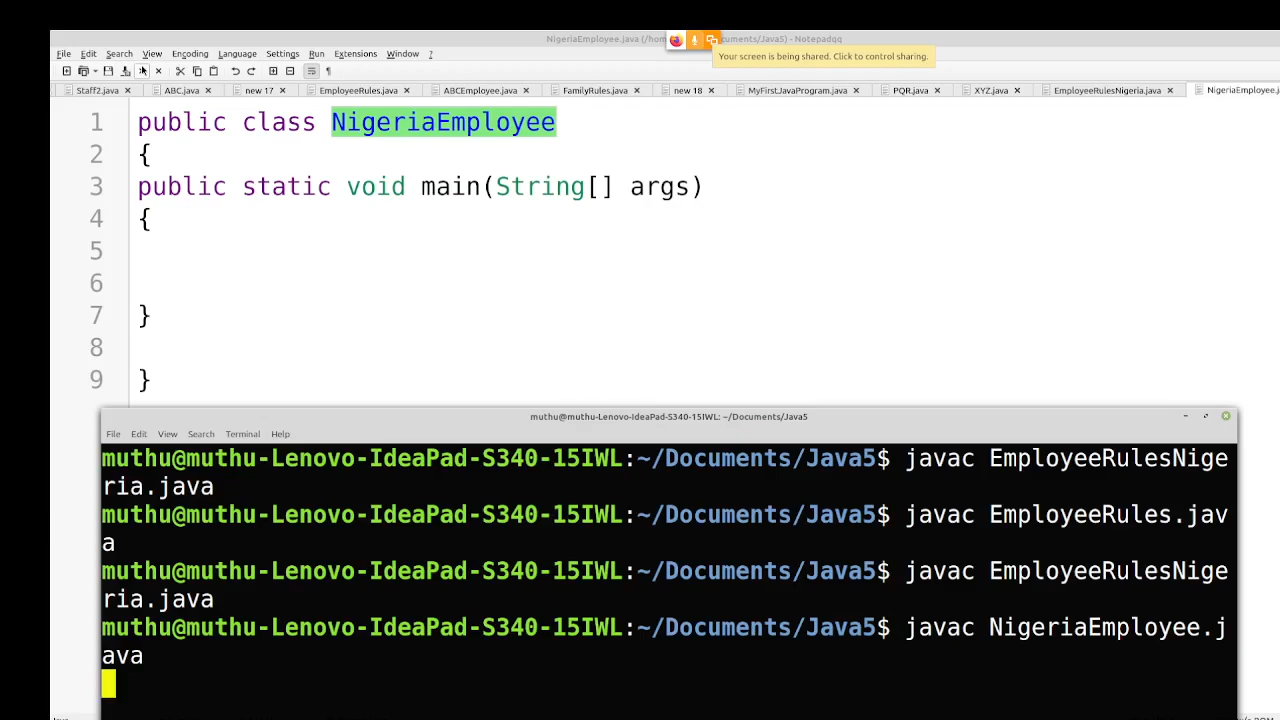 NigeriaEmployee.java (/hom
cuments/Java5) - Notepadqq
File Edit Search View Encoding Language Settings Run Extensions Window ?
Your screen is being shared. Click to control sharing.
Staff2.java ABC.java new 17 EmployeeRules.java ABCEmployee.java FamilyRules.java new 18 MyFirstJavaProgram.java PQR.java XYZ.java EmployeeRulesNigeria.java NigeriaEmployee.j
1 public class NigeriaEmployee
2 {
3 public static void main(String[] args)
4 {
5
6
7 }
8
9 }
muthu@muthu-Lenovo-IdeaPad-S340-15IWL: ~/Documents/Java5
File Edit View Search Terminal Help
muthu@muthu-Lenovo-IdeaPad-S340-15IWL:~/Documents/Java5$ javac EmployeeRulesNige
ria.java
muthu@muthu-Lenovo-IdeaPad-S340-15IWL:~/Documents/Java5$ javac EmployeeRules.jav
a
muthu@muthu-Lenovo-IdeaPad-S340-15IWL:~/Documents/Java5$ javac EmployeeRulesNige
ria.java
muthu@muthu-Lenovo-IdeaPad-S340-15IWL:~/Documents/Java5$ javac NigeriaEmployee.j
ava